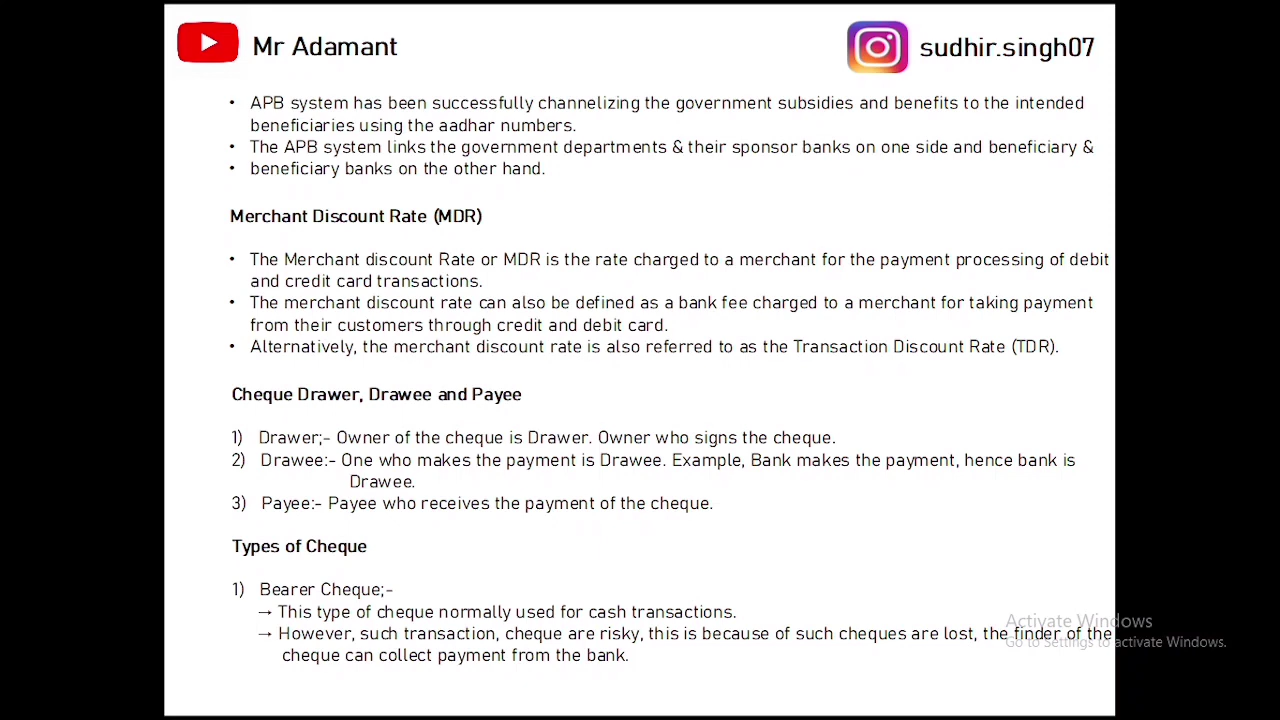 Mr Adamant
sudhir.singh07
• APB system has been successfully channelizing the government subsidies and benefits to the intended
beneficiaries using the aadhar numbers.
• The APB system links the government departments & their sponsor banks on one side and beneficiary &
• beneficiary banks on the other hand.
Merchant Discount Rate (MDR)
• The Merchant discount Rate or MDR is the rate charged to a merchant for the payment processing of debit
and credit card transactions.
• The merchant discount rate can also be defined as a bank fee charged to a merchant for taking payment
from their customers through credit and debit card.
• Alternatively, the merchant discount rate is also referred to as the Transaction Discount Rate (TDR).
Cheque Drawer, Drawee and Payee
1) Drawer;- Owner of the cheque is Drawer. Owner who signs the cheque.
2) Drawee:- One who makes the payment is Drawee. Example, Bank makes the payment, hence bank is
Drawee.
3) Payee:- Payee who receives the payment of the cheque.
Types of Cheque
1) Bearer Cheque;-
→ This type of cheque normally used for cash transactions.
→ However, such transaction, cheque are risky, this is because of such cheques are lost, the finder of the
cheque can collect payment from the bank.
Activate Windows
Go to Settings to activate Windows.